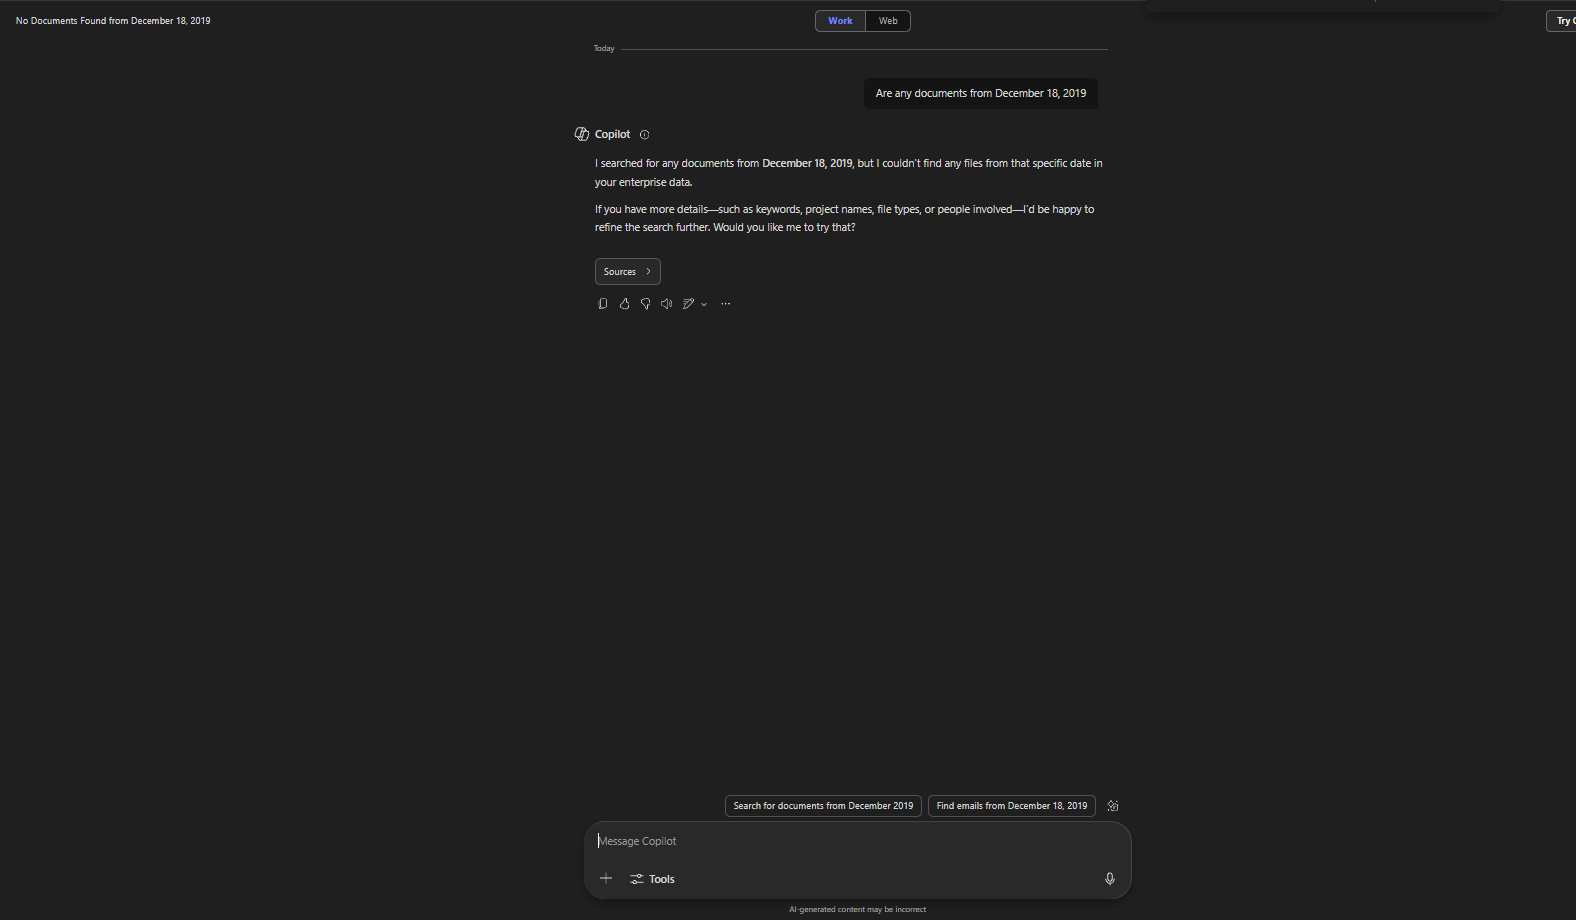 No Documents Found from December 18, 2019
Work
Web
Try
Today
Are any documents from December 18, 2019
Copilot
I searched for any documents from December 18, 2019, but I couldn't find any files from that specific date in
your enterprise data.
If you have more details—such as keywords, project names, file types, or people involved—I'd be happy to
refine the search further. Would you like me to try that?
Sources
Search for documents from December 2019
Find emails from December 18, 2019
Message Copilot
Tools
AI-generated content may be incorrect